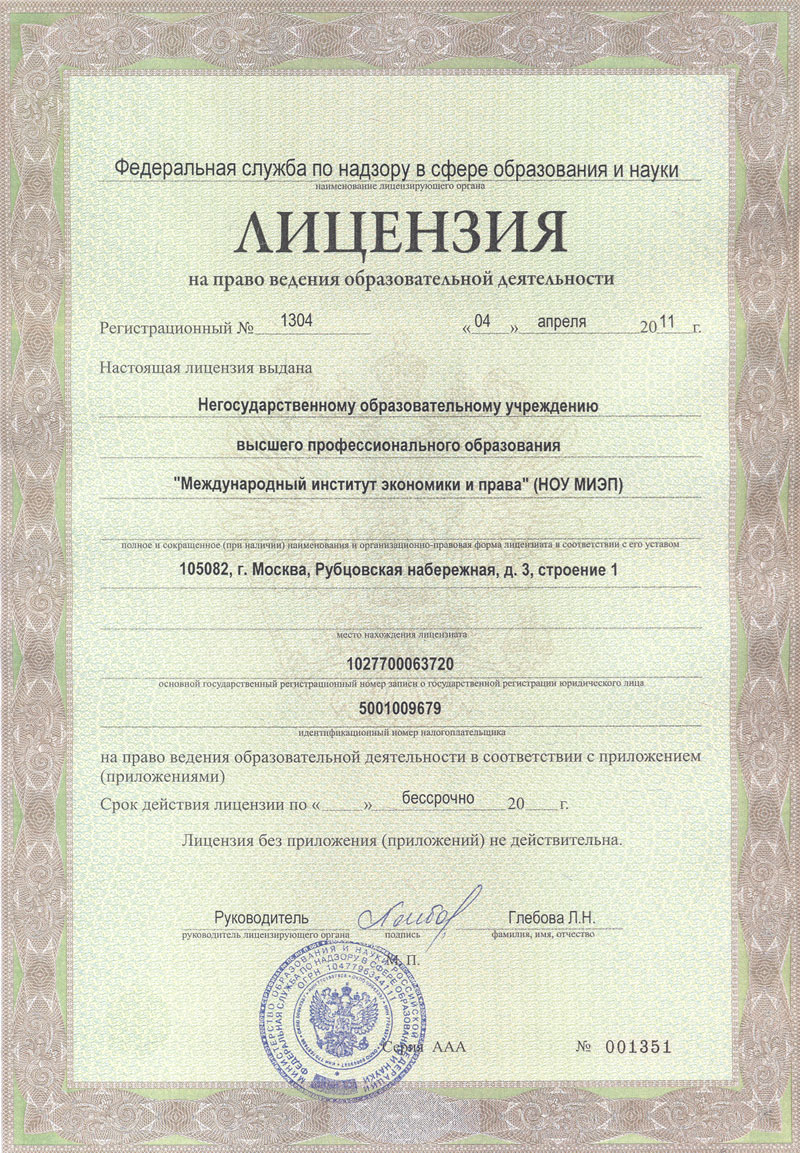 Федеральная служба по надзору в сфере образования и науки
наименование лицензирующего органа
ЛИЦЕНЗИЯ
на право ведения образовательной деятельности
Регистрационный № 1304 « 04 » апреля 2011 г.
Настоящая лицензия выдана
Негосударственному образовательному учреждению
высшего профессионального образования
"Международный институт экономики и права" (НОУ МИЭП)
полное и сокращенное (при наличии) наименования и организационно-правовая форма лицензиата в соответствии с его уставом
105082, г. Москва, Рубцовская набережная, д. 3, строение 1
место нахождения лицензиата
1027700063720
основной государственный регистрационный номер записи о государственной регистрации юридического лица
5001009679
идентификационный номер налогоплательщика
на право ведения образовательной деятельности в соответствии с приложением
(приложениями)
Срок действия лицензии по «____» бессрочно 20____г.
Лицензия без приложения (приложений) не действительна.
Руководитель Глебова Л.Н.
руководитель лицензирующего органа подпись фамилия, имя, отчество
М. П.
МИНИСТЕРСТВО ОБРАЗОВАНИЯ И НАУКИ РОССИЙСКОЙ ФЕДЕРАЦИИ
ФЕДЕРАЛЬНАЯ СЛУЖБА ПО НАДЗОРУ В СФЕРЕ ОБРАЗОВАНИЯ И НАУКИ
ОГРН 1047796344111
Серия ААА № 001351